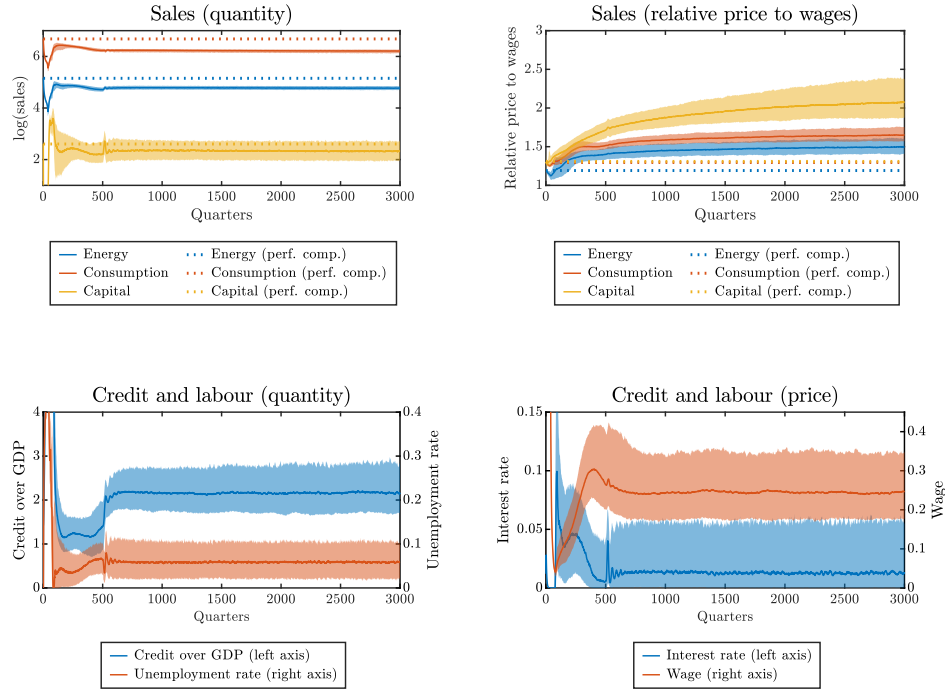 Sales (quantity)
log(sales)
6
4
2
0 500 1000 1500 2000 2500 3000
Quarters
Energy Energy (perf. comp.)
Consumption Consumption (perf. comp.)
Capital Capital (perf. comp.)
Sales (relative price to wages)
Relative price to wages
3
2.5
2
1.5
1
0 500 1000 1500 2000 2500 3000
Quarters
Energy Energy (perf. comp.)
Consumption Consumption (perf. comp.)
Capital Capital (perf. comp.)
Credit and labour (quantity)
Credit over GDP
4
3
2
1
0
0.4
0.3
0.2
0.1
0
Unemployment rate
0 500 1000 1500 2000 2500 3000
Quarters
Credit over GDP (left axis)
Unemployment rate (right axis)
Credit and labour (price)
Interest rate
0.15
0.1
0.05
0
0.4
0.3
0.2
0.1
0
Wage
0 500 1000 1500 2000 2500 3000
Quarters
Interest rate (left axis)
Wage (right axis)